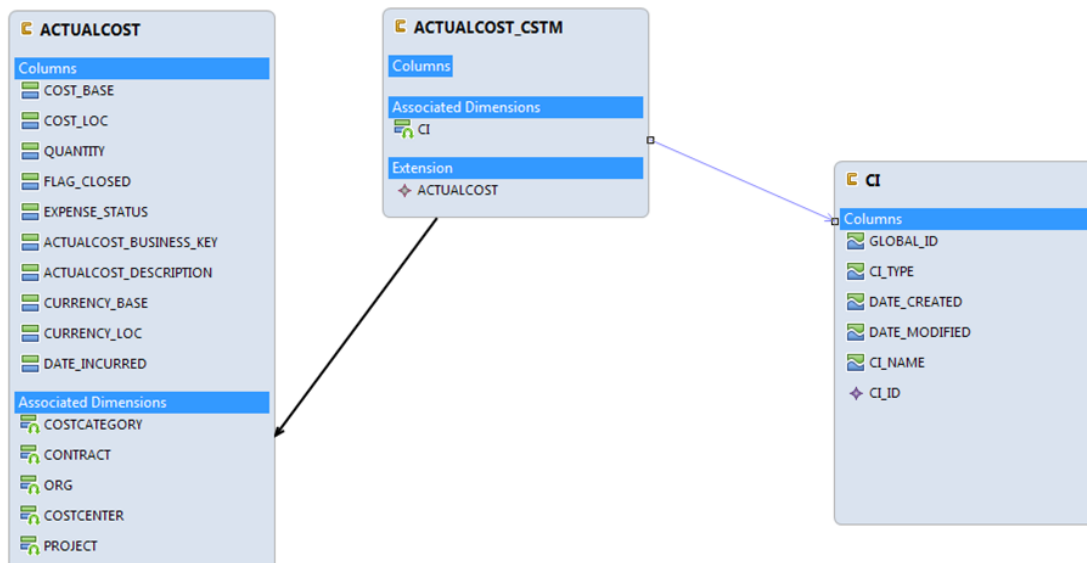 ACTUALCOST
Columns
COST_BASE
COST_LOC
QUANTITY
FLAG_CLOSED
EXPENSE_STATUS
ACTUALCOST_BUSINESS_KEY
ACTUALCOST_DESCRIPTION
CURRENCY_BASE
CURRENCY_LOC
DATE_INCURRED
Associated Dimensions
COSTCATEGORY
CONTRACT
ORG
COSTCENTER
PROJECT
ACTUALCOST_CSTM
Columns
Associated Dimensions
CI
Extension
ACTUALCOST
CI
Columns
GLOBAL_ID
CI_TYPE
DATE_CREATED
DATE_MODIFIED
CI_NAME
CI_ID